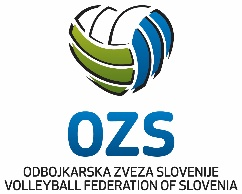 OZS
ODBOJKARSKA ZVEZA SLOVENIJE
VOLLEYBALL FEDERATION OF SLOVENIA